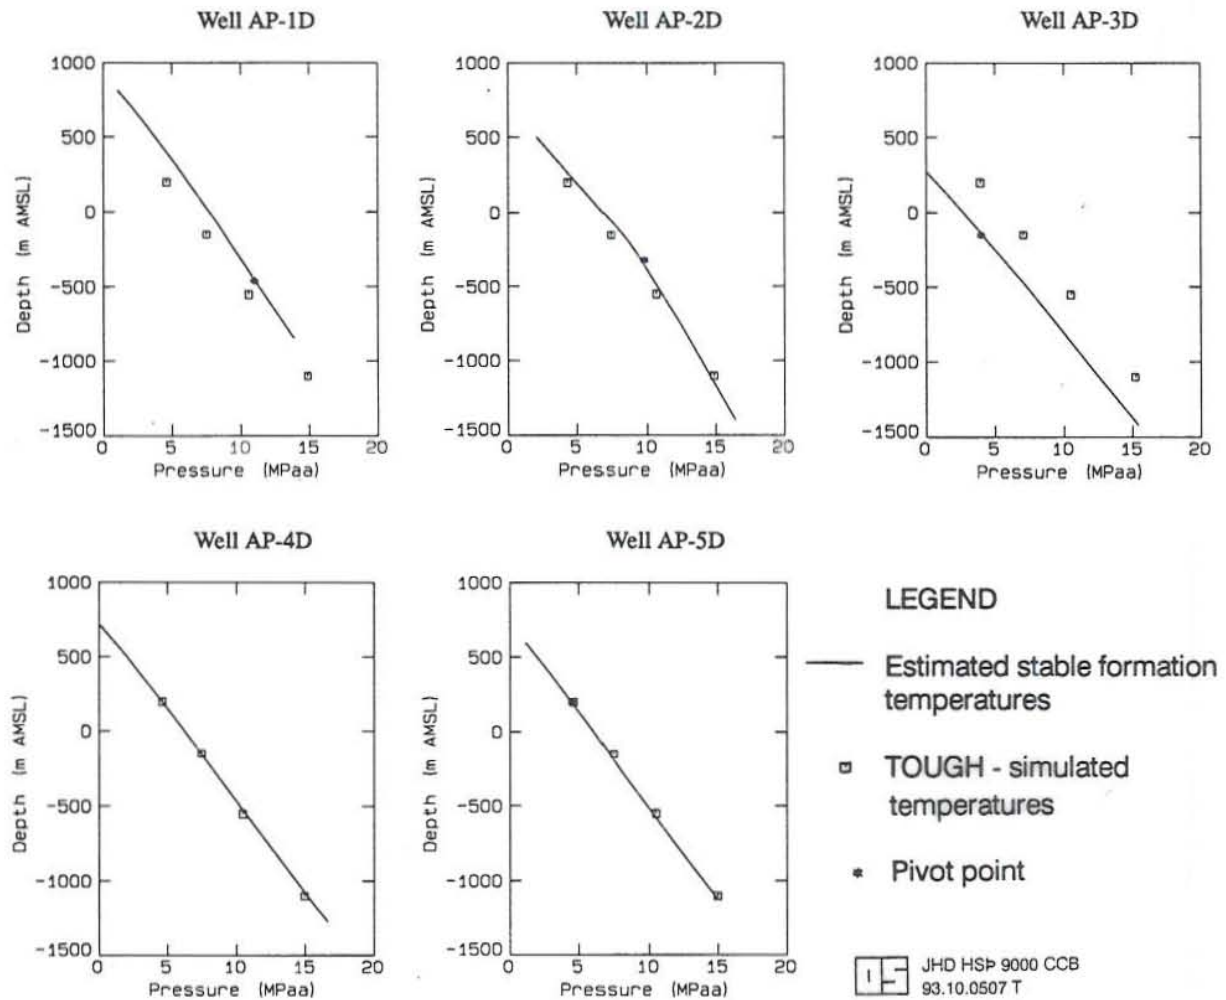 Well AP-1D
Well AP-2D
Well AP-3D
1000
500
0
-500
-1000
-1500
Depth (m AMSL)
0 5 10 15 20
Pressure (MPaa)
1000
500
0
-500
-1000
-1500
Depth (m AMSL)
0 5 10 15 20
Pressure (MPaa)
1000
500
0
-500
-1000
-1500
Depth (m AMSL)
0 5 10 15 20
Pressure (MPaa)
Well AP-4D
Well AP-5D
1000
500
0
-500
-1000
-1500
Depth (m AMSL)
0 5 10 15 20
Pressure (MPaa)
1000
500
0
-500
-1000
-1500
Depth (m AMSL)
0 5 10 15 20
Pressure (MPaa)
LEGEND
Estimated stable formation
temperatures
TOUGH - simulated
temperatures
Pivot point
JHD HSÞ 9000 CCB
93.10.0507 T